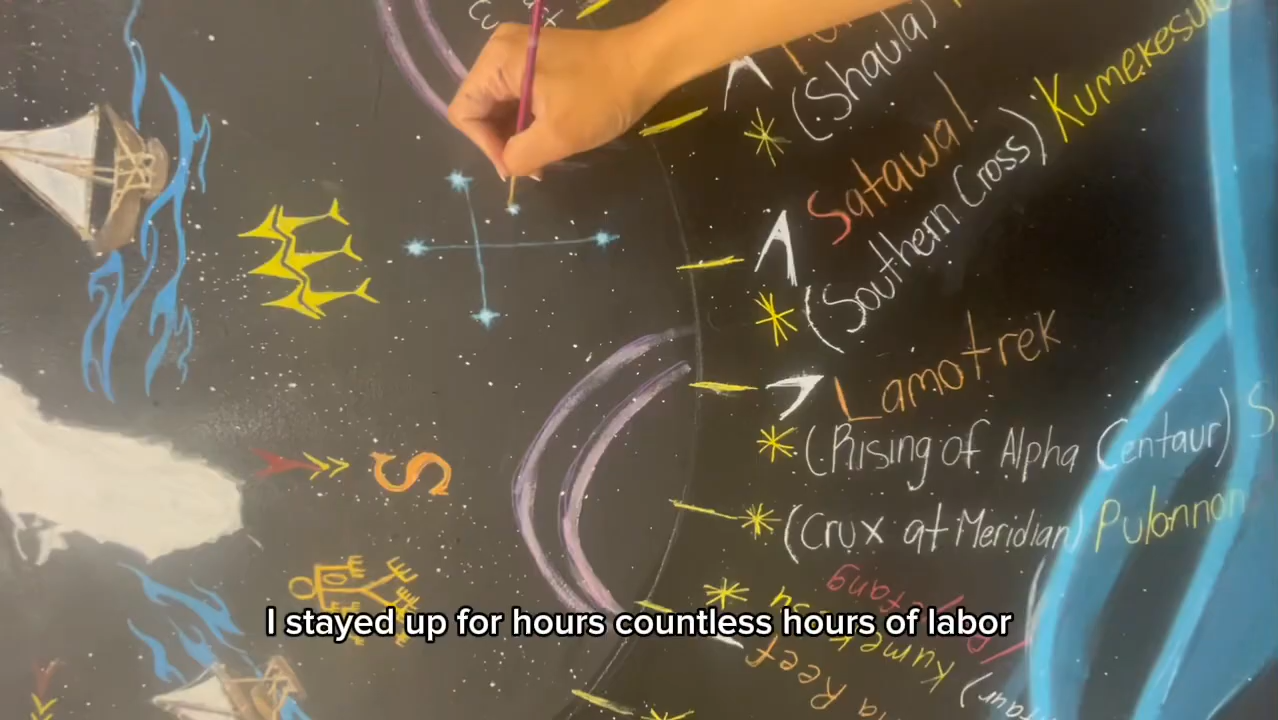 (Shaula)
Satawal
(Southern Cross) Kumekesul
Lamotrek
(Rising of Alpha Centaur) S
(Crux at Meridian) Pulonnon
S
Reef
I stayed up for hours countless hours of labor